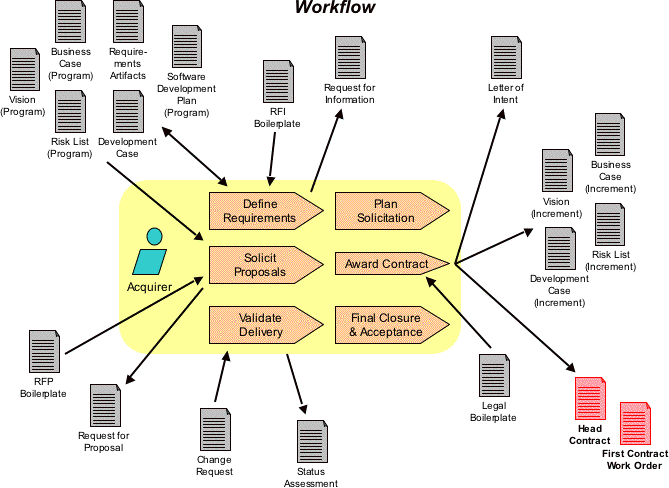 Workflow
Business
Case
(Program)
Require-
ments
Artifacts
Software
Development
Plan
(Program)
Vision
(Program)
Risk List
(Program)
Development
Case
RFI
Boilerplate
Request for
Information
Letter of
Intent
Business
Case
(Increment)
Vision
(Increment)
Risk List
(Increment)
Development
Case
(Increment)
Define
Requirements
Plan
Solicitation
Solicit
Proposals
Award Contract
Acquirer
Validate
Delivery
Final Closure
& Acceptance
RFP
Boilerplate
Request for
Proposal
Change
Request
Status
Assessment
Legal
Boilerplate
Head
Contract
First Contract
Work Order